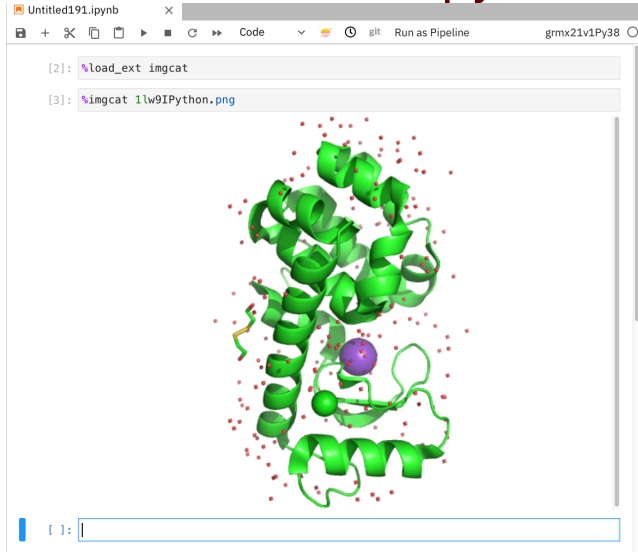 Untitled191.ipynb
Code git Run as Pipeline grmx21v1Py38
[2]: %load_ext imgcat
[3]: %imgcat 1lw9IPython.png
[ ]: